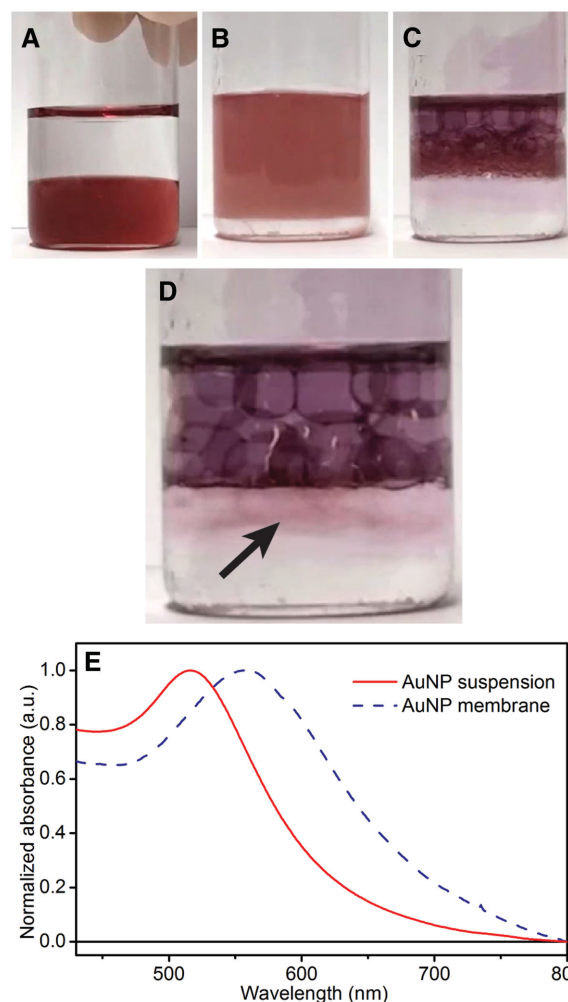 A
B
C
D
E
AuNP suspension
AuNP membrane
Normalized absorbance (a.u.)
1.0
0.8
0.6
0.4
0.2
0
500
600
700
80
Wavelength (nm)